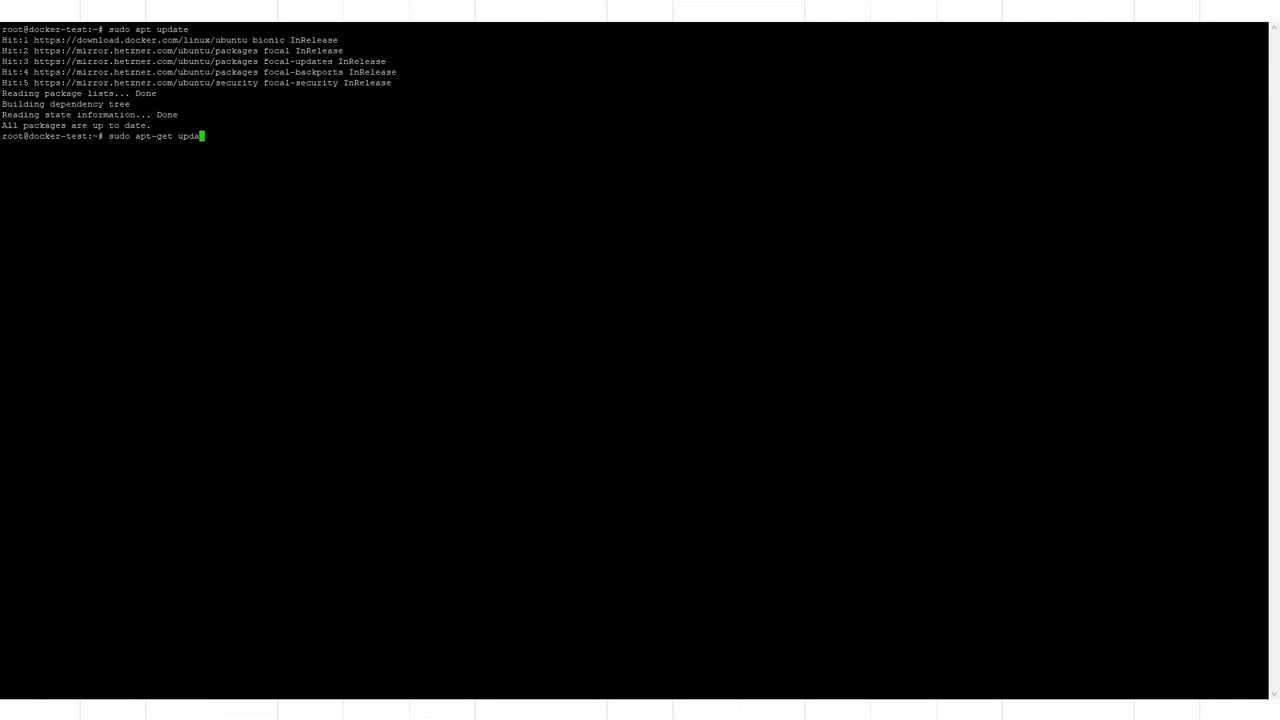 root@docker-test:~# sudo apt update
Hit:1 https://download.docker.com/linux/ubuntu bionic InRelease
Hit:2 https://mirror.hetzner.com/ubuntu/packages focal InRelease
Hit:3 https://mirror.hetzner.com/ubuntu/packages focal-updates InRelease
Hit:4 https://mirror.hetzner.com/ubuntu/packages focal-backports InRelease
Hit:5 https://mirror.hetzner.com/ubuntu/security focal-security InRelease
Reading package lists... Done
Building dependency tree
Reading state information... Done
All packages are up to date.
root@docker-test:~# sudo apt-get upda